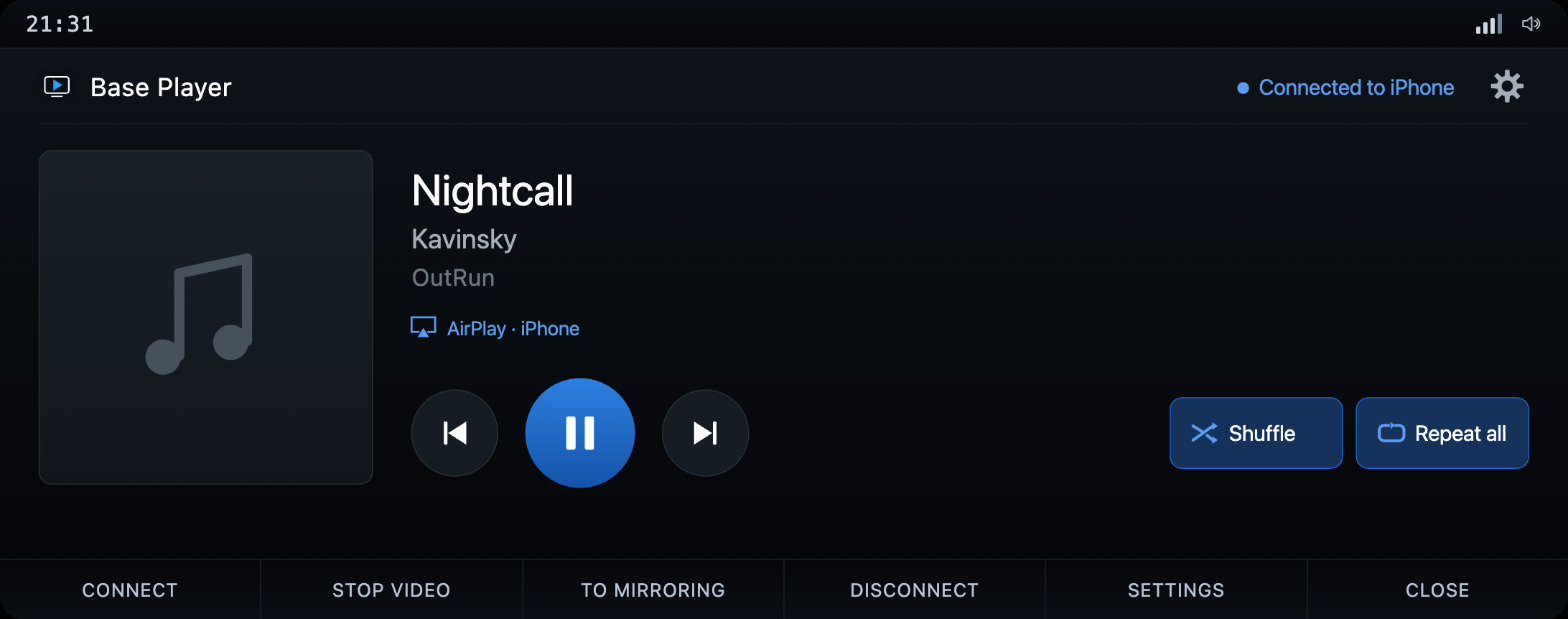 21:31
Base Player
Connected to iPhone
Nightcall
Kavinsky
OutRun
AirPlay · iPhone
Shuffle
Repeat all
CONNECT
STOP VIDEO
TO MIRRORING
DISCONNECT
SETTINGS
CLOSE